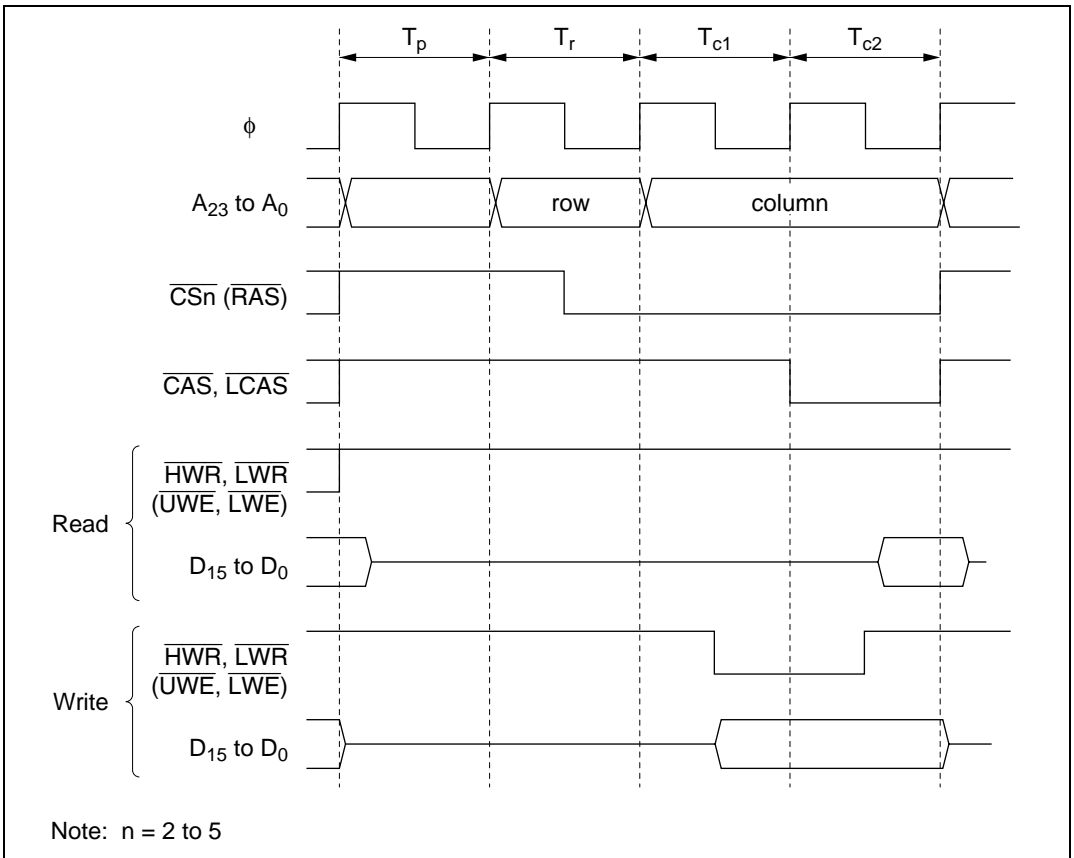 Tp Tr Tc1 Tc2
φ
A23 to A0 row column
CSn (RAS)
CAS, LCAS
Read
HWR, LWR
(UWE, LWE)
D15 to D0
Write
HWR, LWR
(UWE, LWE)
D15 to D0
Note: n = 2 to 5